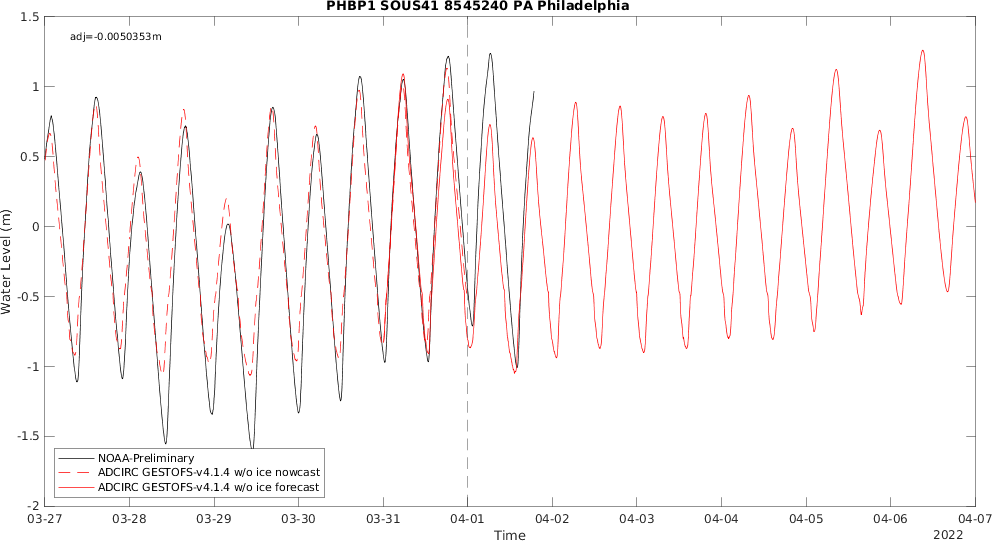 PHBP1 SOUS41 8545240 PA Philadelphia
adj=-0.0050353m
1.5
1
0.5
0
-0.5
-1
-1.5
-2
Water Level (m)
NOAA-Preliminary
ADCIRC GESTOFS-v4.1.4 w/o ice nowcast
ADCIRC GESTOFS-v4.1.4 w/o ice forecast
03-27 03-28 03-29 03-30 03-31 04-01 04-02 04-03 04-04 04-05 04-06 04-07
Time
2022